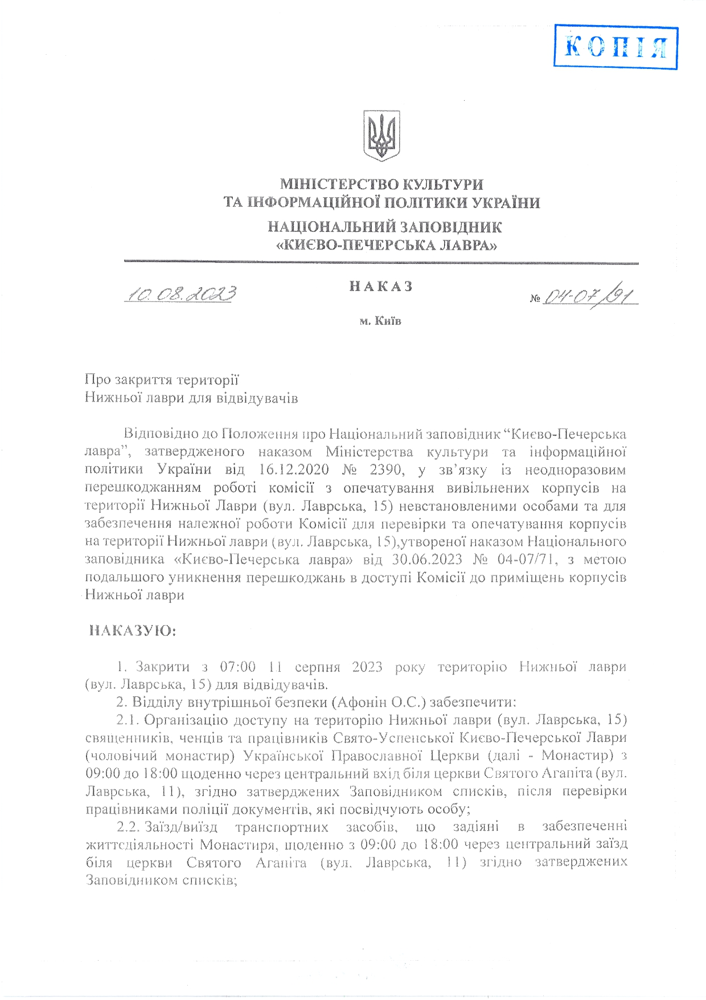 КОПІЯ
МІНІСТЕРСТВО КУЛЬТУРИ
ТА ІНФОРМАЦІЙНОЇ ПОЛІТИКИ УКРАЇНИ
НАЦІОНАЛЬНИЙ ЗАПОВІДНИК
«КИЄВО-ПЕЧЕРСЬКА ЛАВРА»
10.08.2023 НАКАЗ № 04-07/91
м. Київ
Про закриття території
Нижньої лаври для відвідувачів
Відповідно до Положення про Національний заповідник “Києво-Печерська
лавра”, затвердженого наказом Міністерства культури та інформаційної
політики України від 16.12.2020 № 2390, у зв’язку із неодноразовим
перешкоджанням роботі комісії з опечатування вивільнених корпусів на
території Нижньої Лаври (вул. Лаврська, 15) невстановленими особами та для
забезпечення належної роботи Комісії для перевірки та опечатування корпусів
на території Нижньої лаври (вул. Лаврська, 15),утвореної наказом Національного
заповідника «Києво-Печерська лавра» від 30.06.2023 № 04-07/71, з метою
подальшого уникнення перешкоджань в доступі Комісії до приміщень корпусів
Нижньої лаври
НАКАЗУЮ:
1. Закрити з 07:00 11 серпня 2023 року територію Нижньої лаври
(вул. Лаврська, 15) для відвідувачів.
2. Відділу внутрішньої безпеки (Афонін О.С.) забезпечити:
2.1. Організацію доступу на територію Нижньої лаври (вул. Лаврська, 15)
священників, ченців та працівників Свято-Успенської Києво-Печерської Лаври
(чоловічий монастир) Української Православної Церкви (далі - Монастир) з
09:00 до 18:00 щоденно через центральний вхід біля церкви Святого Агапіта (вул.
Лаврська, 11), згідно затверджених Заповідником списків, після перевірки
працівниками поліції документів, які посвідчують особу;
2.2. Заїзд/виїзд транспортних засобів, що задіяні в забезпеченні
життєдіяльності Монастиря, щоденно з 09:00 до 18:00 через центральний заїзд
біля церкви Святого Агапіта (вул. Лаврська, 11) згідно затверджених
Заповідником списків;